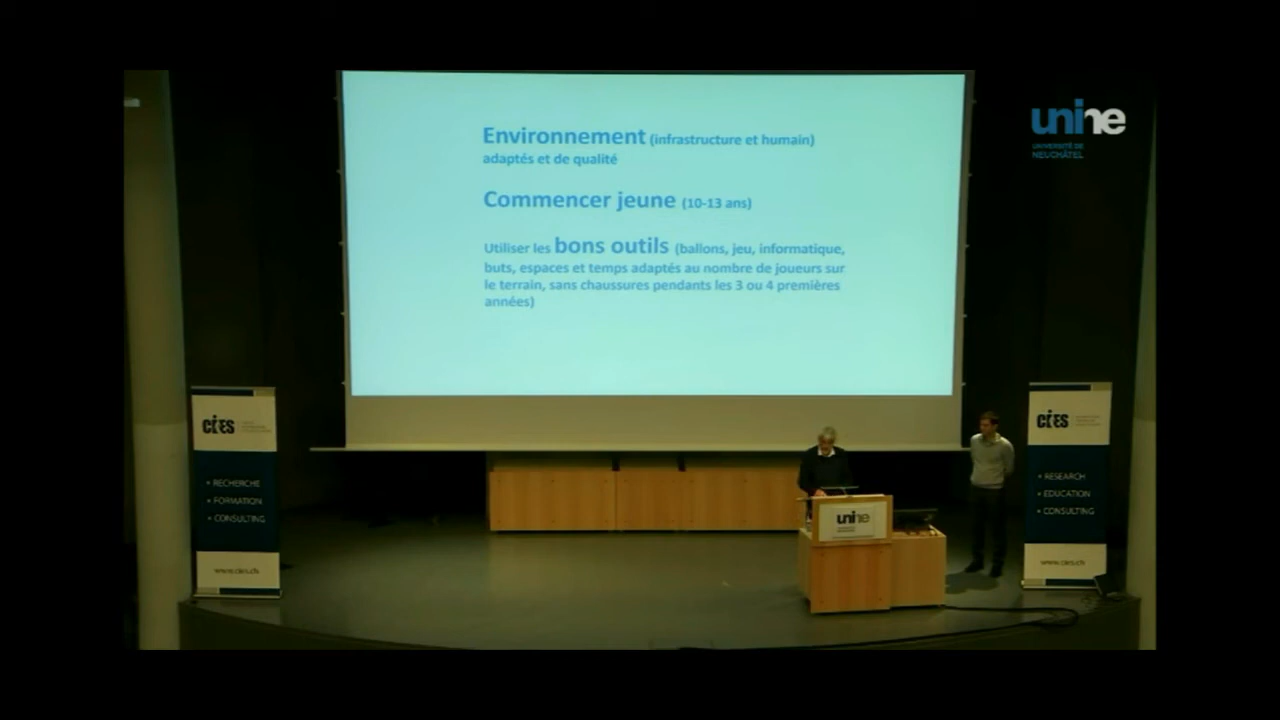 Environnement (infrastructure et humain)
adaptés et de qualité
Commencer jeune (10-13 ans)
Utiliser les bons outils (ballons, jeu, informatique,
buts, espaces et temps adaptés au nombre de joueurs sur
le terrain, sans chaussures pendants les 3 ou 4 premières
années)
unine
UNIVERSITÉ DE
NEUCHÂTEL
CIES
• RECHERCHE
• FORMATION
• CONSULTING
www.cies.ch
unine
CIES
• RESEARCH
• EDUCATION
• CONSULTING
www.cies.ch